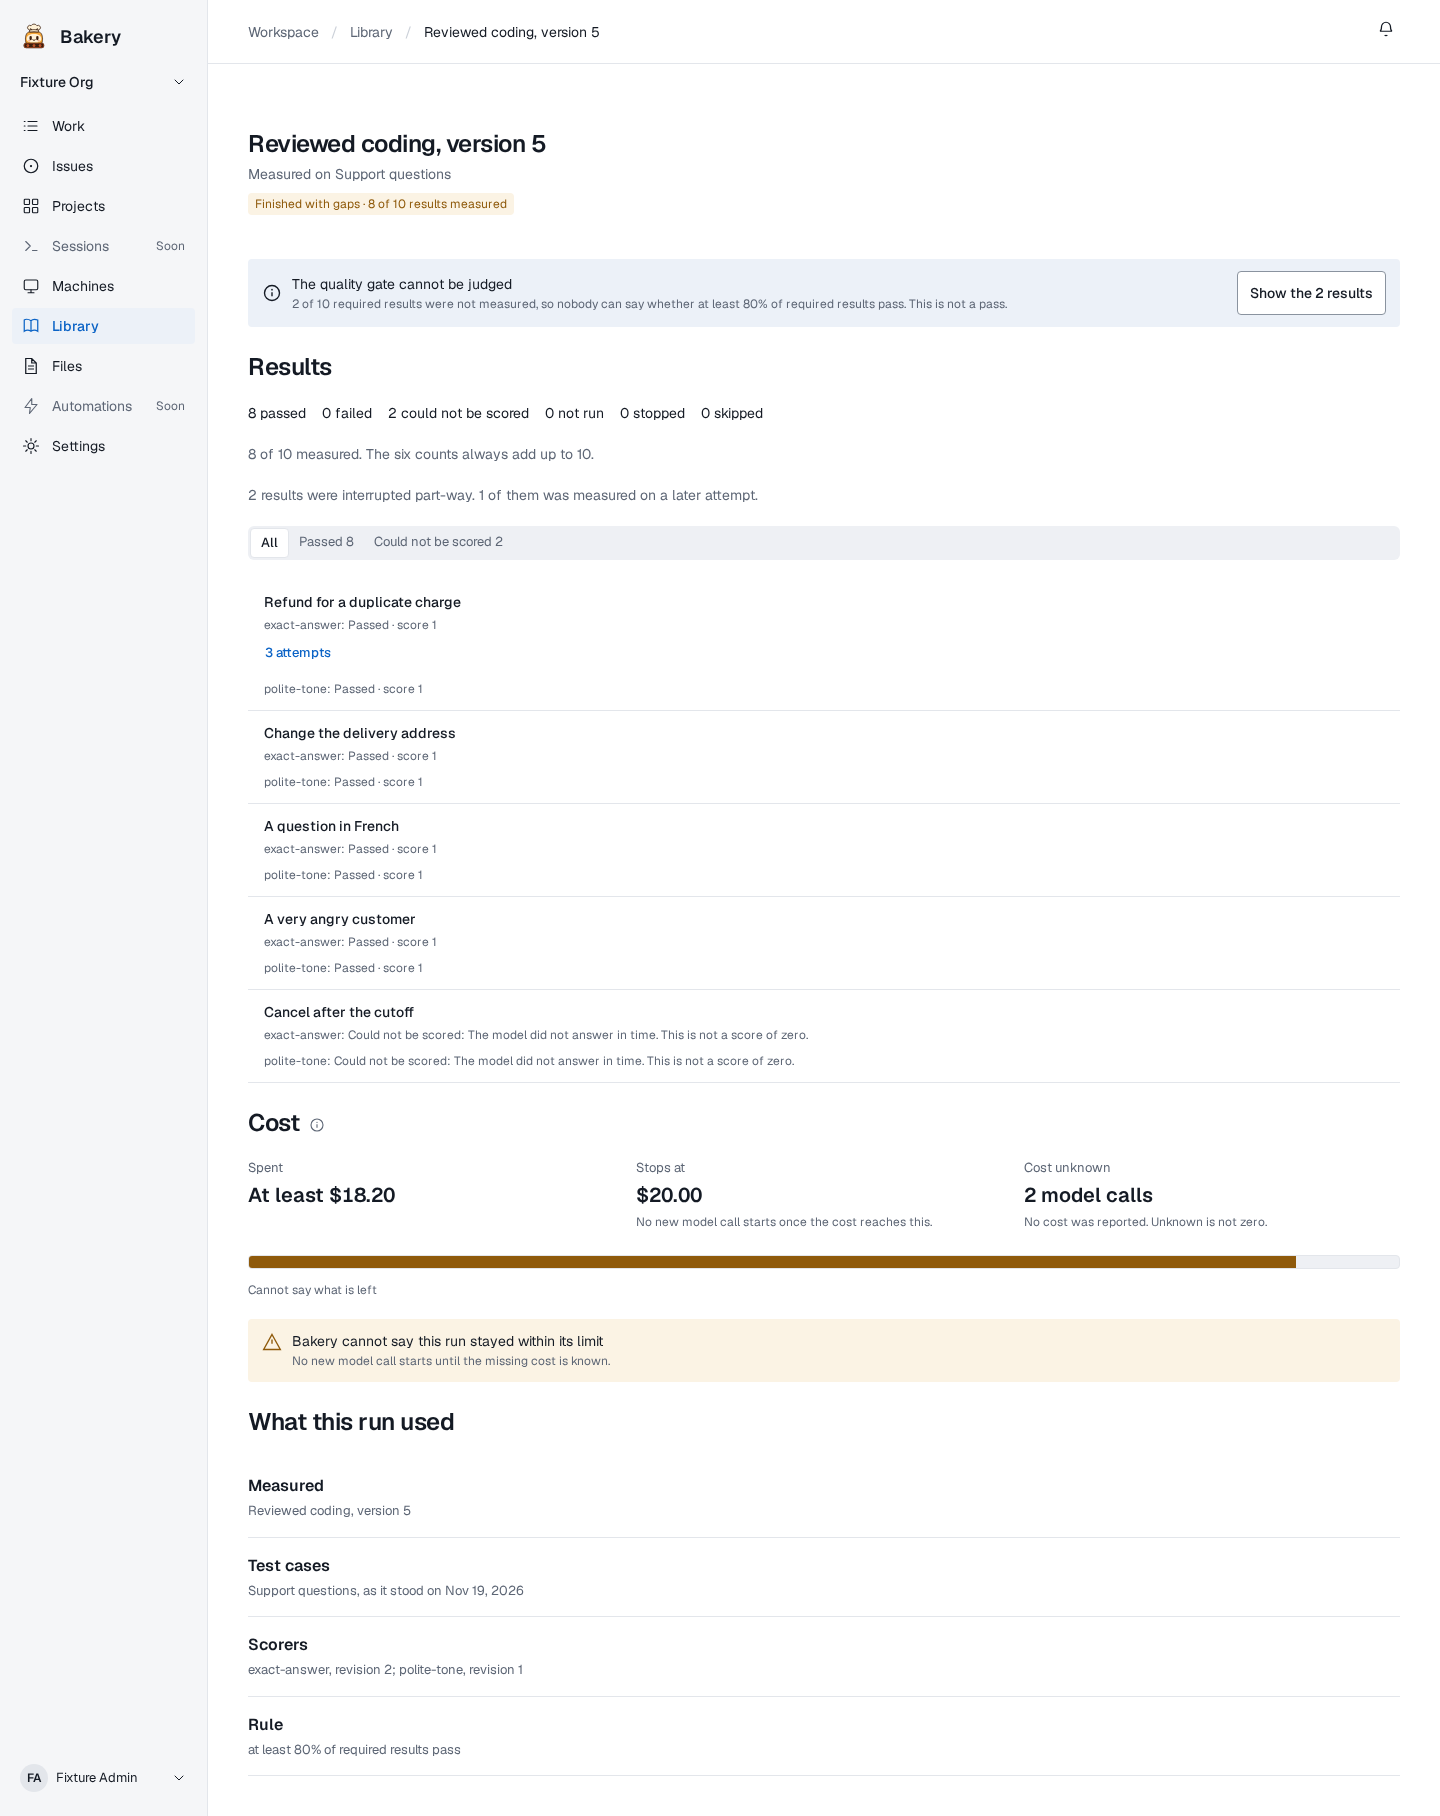 Bakery
Fixture Org
Work
Issues
Projects
Sessions Soon
Machines
Library
Files
Automations Soon
Settings
FA Fixture Admin
Workspace / Library / Reviewed coding, version 5
Reviewed coding, version 5
Measured on Support questions
Finished with gaps · 8 of 10 results measured
The quality gate cannot be judged
2 of 10 required results were not measured, so nobody can say whether at least 80% of required results pass. This is not a pass.
Show the 2 results
Results
8 passed 0 failed 2 could not be scored 0 not run 0 stopped 0 skipped
8 of 10 measured. The six counts always add up to 10.
2 results were interrupted part-way. 1 of them was measured on a later attempt.
All Passed 8 Could not be scored 2
Refund for a duplicate charge
exact-answer: Passed · score 1
3 attempts
polite-tone: Passed · score 1
Change the delivery address
exact-answer: Passed · score 1
polite-tone: Passed · score 1
A question in French
exact-answer: Passed · score 1
polite-tone: Passed · score 1
A very angry customer
exact-answer: Passed · score 1
polite-tone: Passed · score 1
Cancel after the cutoff
exact-answer: Could not be scored: The model did not answer in time. This is not a score of zero.
polite-tone: Could not be scored: The model did not answer in time. This is not a score of zero.
Cost
Spent
At least $18.20
Stops at
$20.00
No new model call starts once the cost reaches this.
Cost unknown
2 model calls
No cost was reported. Unknown is not zero.
Cannot say what is left
Bakery cannot say this run stayed within its limit
No new model call starts until the missing cost is known.
What this run used
Measured
Reviewed coding, version 5
Test cases
Support questions, as it stood on Nov 19, 2026
Scorers
exact-answer, revision 2; polite-tone, revision 1
Rule
at least 80% of required results pass